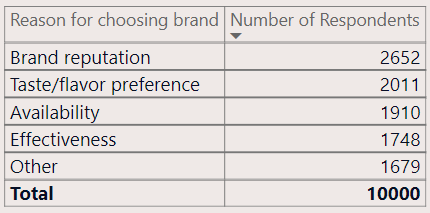 Reason for choosing brand Number of Respondents
Brand reputation 2652
Taste/flavor preference 2011
Availability 1910
Effectiveness 1748
Other 1679
Total 10000